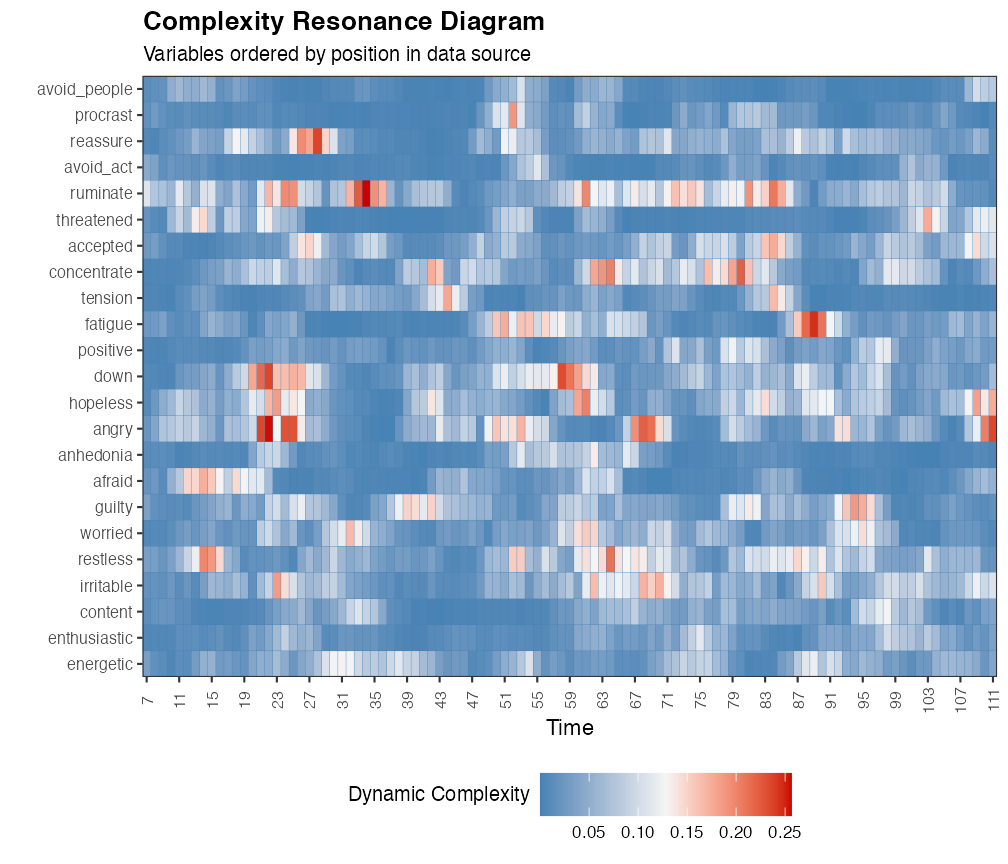 Complexity Resonance Diagram
Variables ordered by position in data source
avoid_people
procrast
reassure
avoid_act
ruminate
threatened
accepted
concentrate
tension
fatigue
positive
down
hopeless
angry
anhedonia
afraid
guilty
worried
restless
irritable
content
enthusiastic
energetic
7 11 15 19 23 27 31 35 39 43 47 51 55 59 63 67 71 75 79 83 87 91 95 99 103 107 111
Time
Dynamic Complexity
0.05 0.10 0.15 0.20 0.25